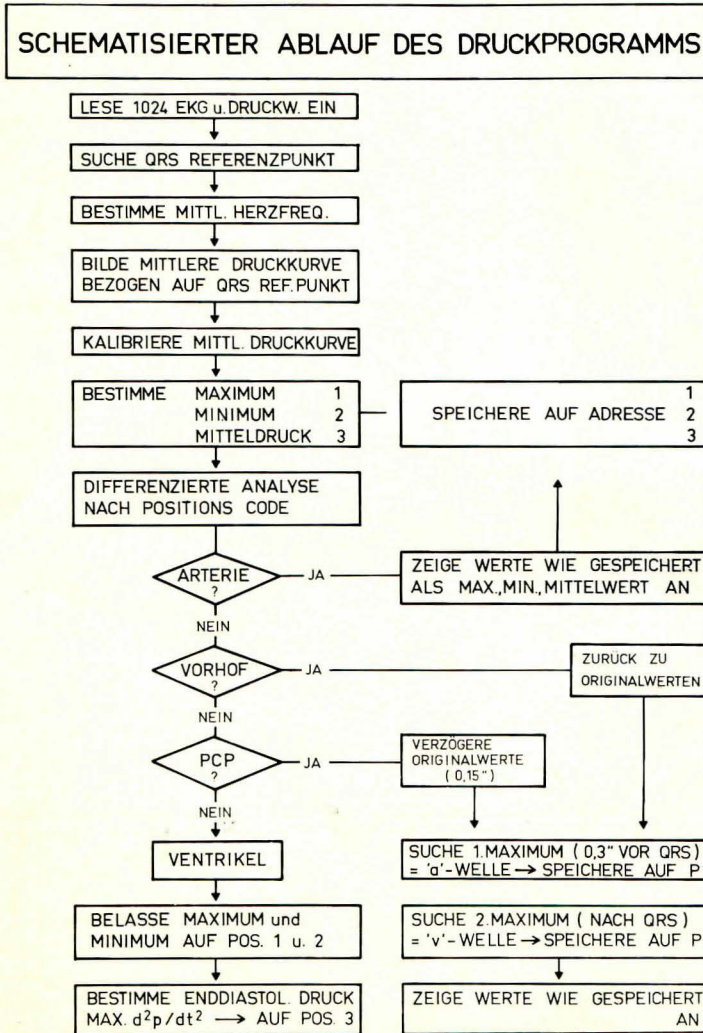 SCHEMATISIERTER ABLAUF DES DRUCKPROGRAMMS
LESE 1024 EKG u. DRUCKW. EIN
SUCHE QRS REFERENZPUNKT
BESTIMME MITTL. HERZFREQ.
BILDE MITTLERE DRUCKKURVE
BEZOGEN AUF QRS REF. PUNKT
KALIBRIERE MITTL. DRUCKKURVE
BESTIMME MAXIMUM 1
MINIMUM 2
MITTELDRUCK 3
1
SPEICHERE AUF ADRESSE 2
3
DIFFERENZIERTE ANALYSE
NACH POSITIONS CODE
ARTERIE
?
JA
ZEIGE WERTE WIE GESPEICHERT
ALS MAX., MIN., MITTELWERT AN
NEIN
VORHOF
?
JA
ZURÜCK ZU
ORIGINALWERTEN
NEIN
PCP
?
JA
VERZÖGERE
ORIGINALWERTE
(0,15")
NEIN
VENTRIKEL
SUCHE 1. MAXIMUM (0,3" VOR QRS)
= 'a'-WELLE → SPEICHERE AUF P
BELASSE MAXIMUM und
MINIMUM AUF POS. 1 u. 2
SUCHE 2. MAXIMUM (NACH QRS)
= 'v'-WELLE → SPEICHERE AUF P
BESTIMME ENDDIASTOL. DRUCK
MAX. d²p/dt² → AUF POS. 3
ZEIGE WERTE WIE GESPEICHERT
AN